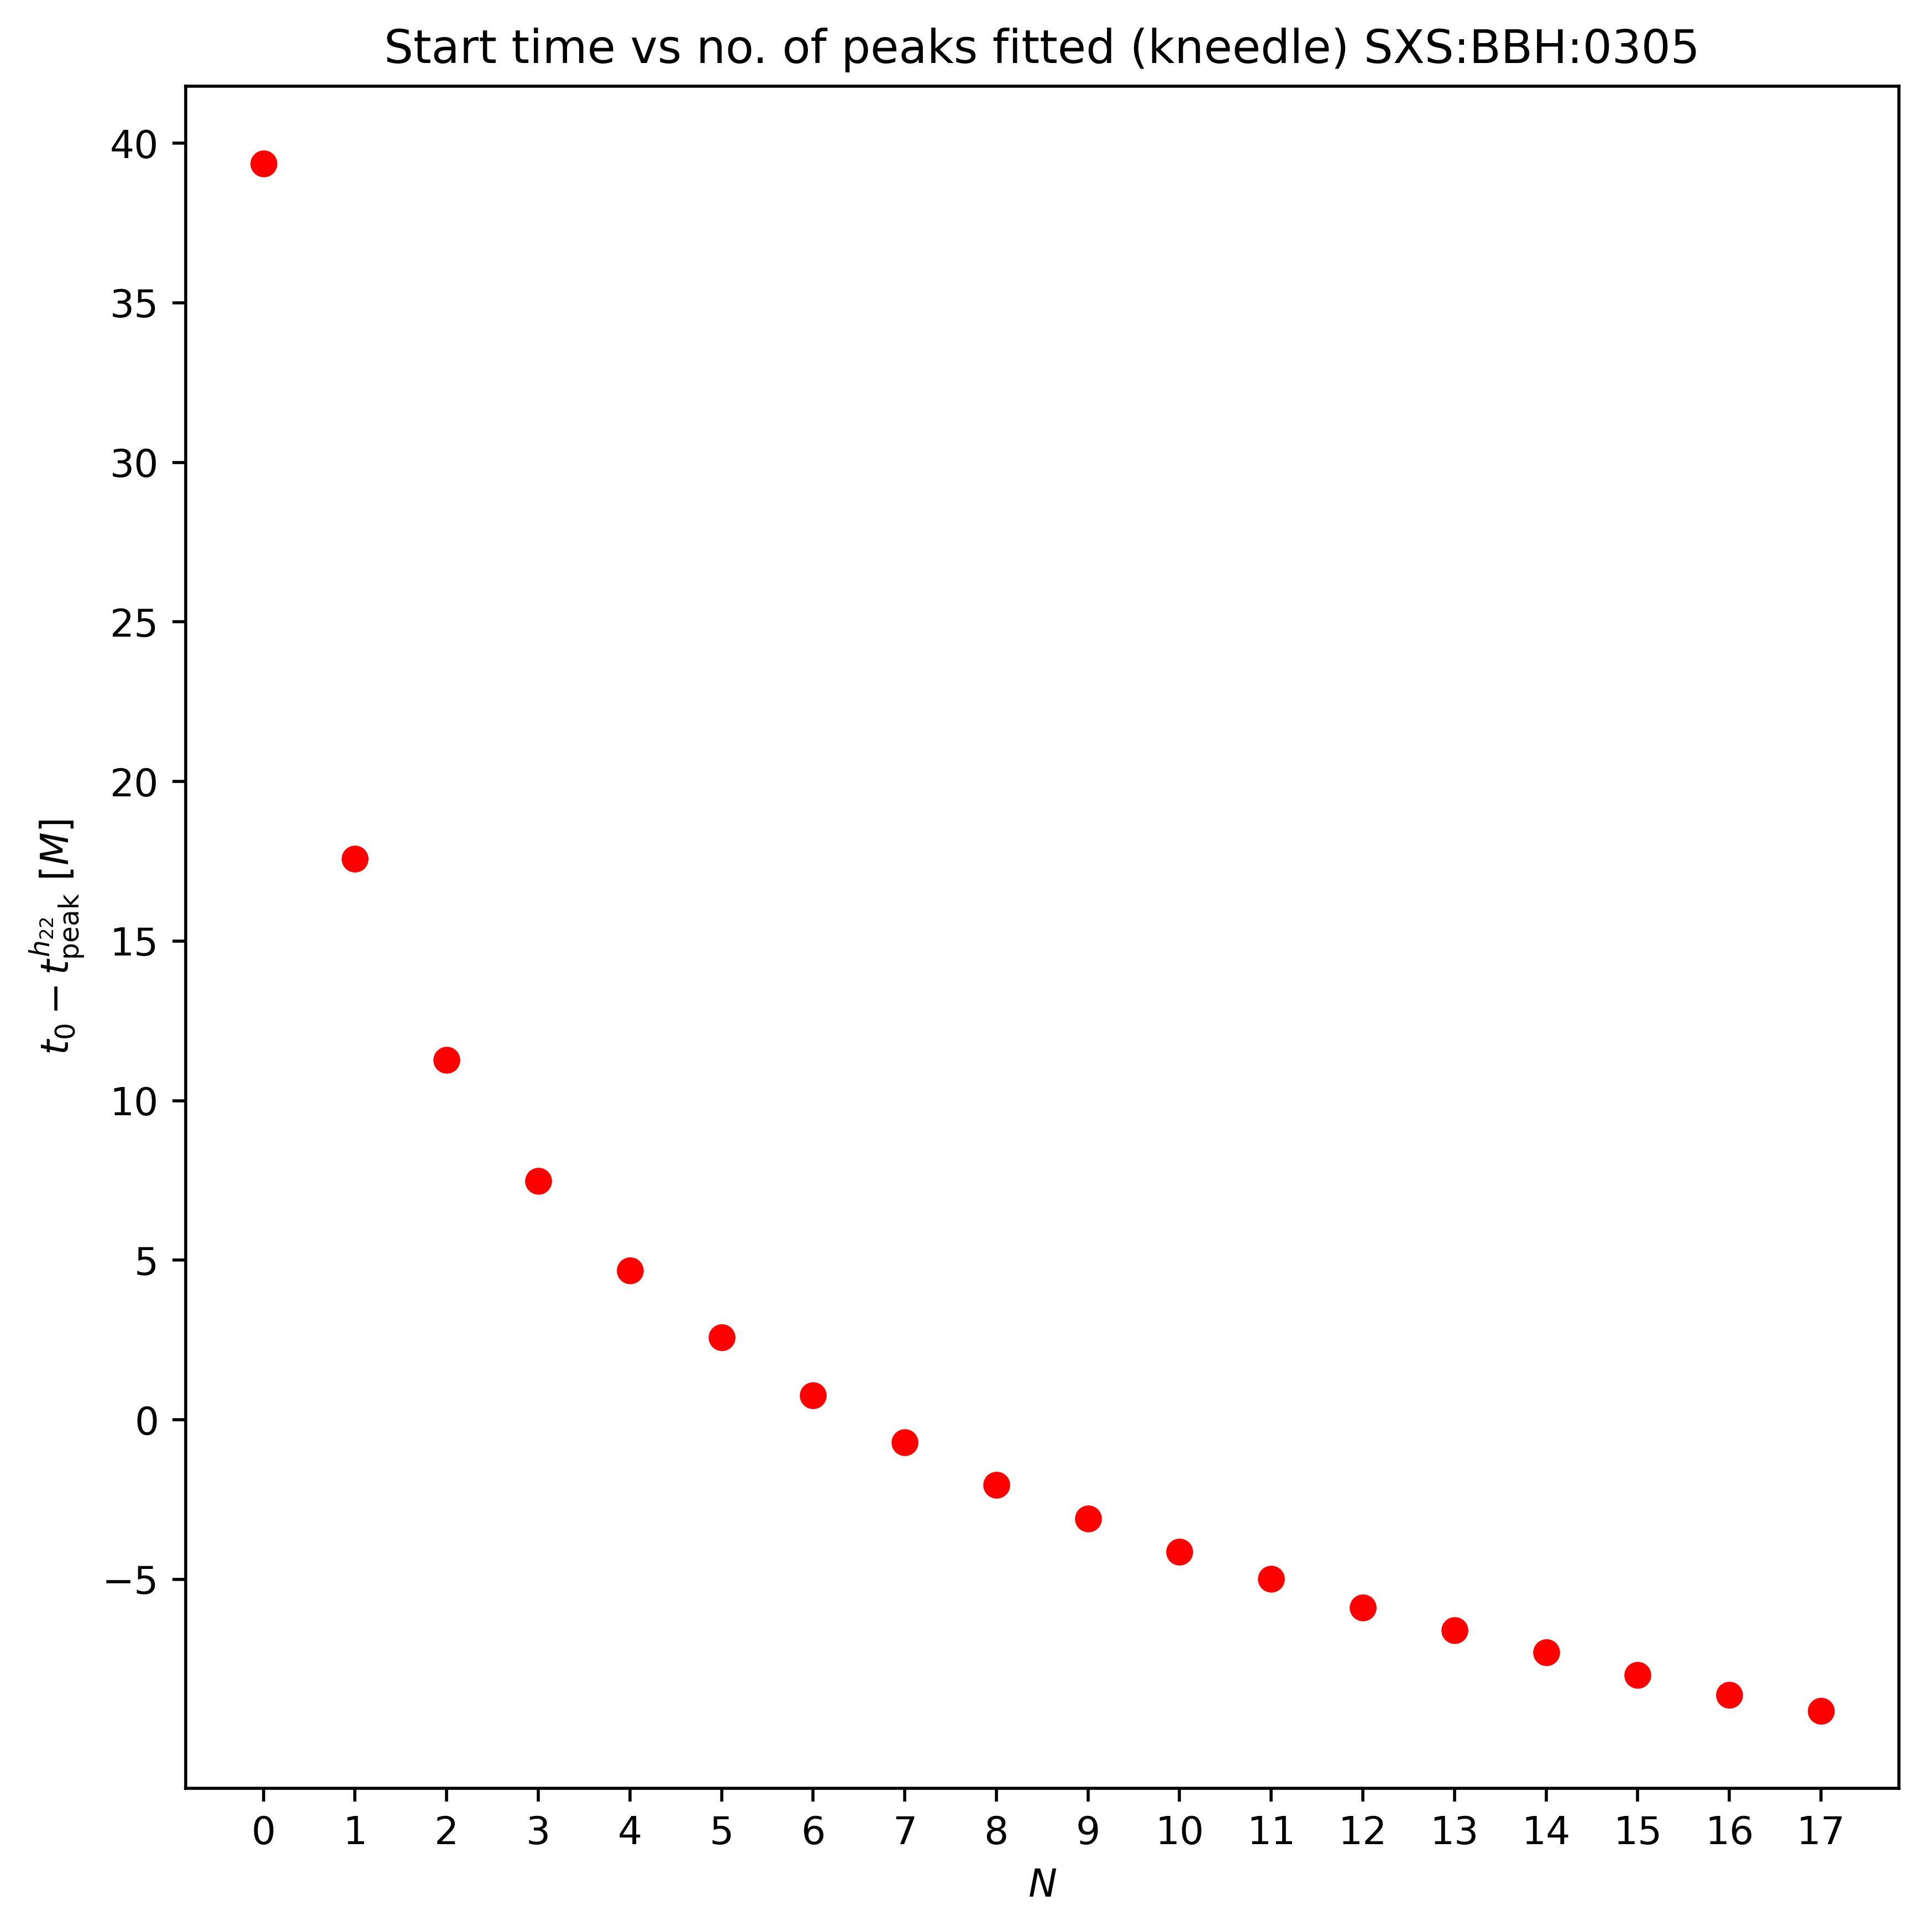 Start time vs no. of peaks fitted (kneedle) SXS:BBH:0305
40
35
30
25
20
15
10
5
0
−5
t₀ − t_peak^{h₂₂} [M]
0 1 2 3 4 5 6 7 8 9 10 11 12 13 14 15 16 17
N